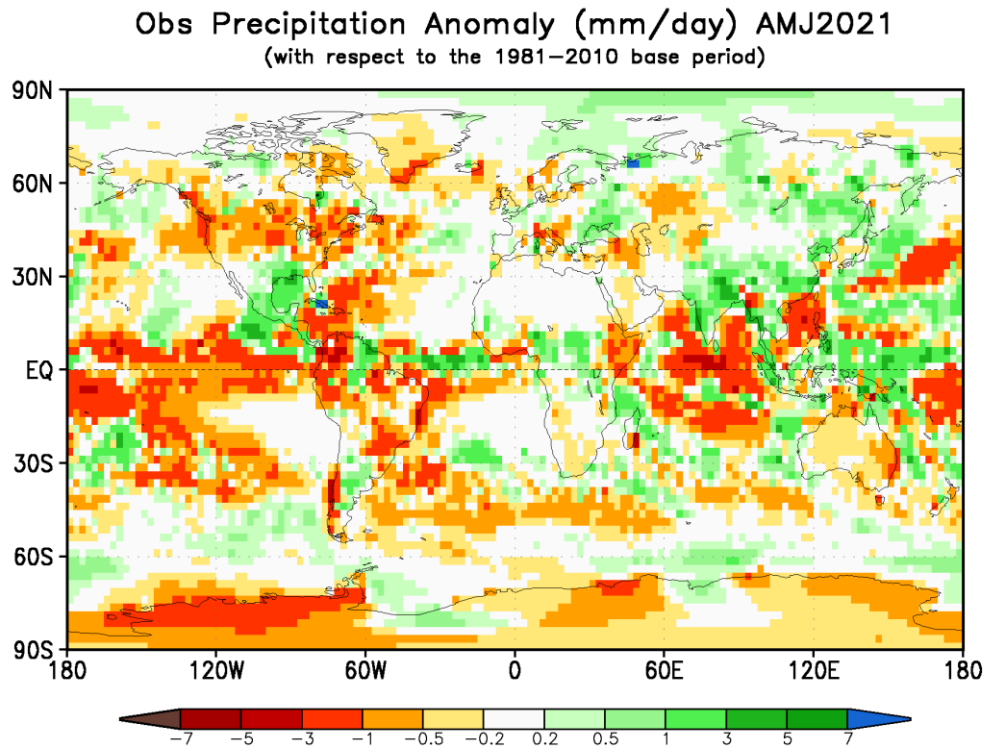 Obs Precipitation Anomaly (mm/day) AMJ2021
(with respect to the 1981–2010 base period)
90N
60N
30N
EQ
30S
60S
90S
180 120W 60W 0 60E 120E 180
−7 −5 −3 −1 −0.5 −0.2 0.2 0.5 1 3 5 7